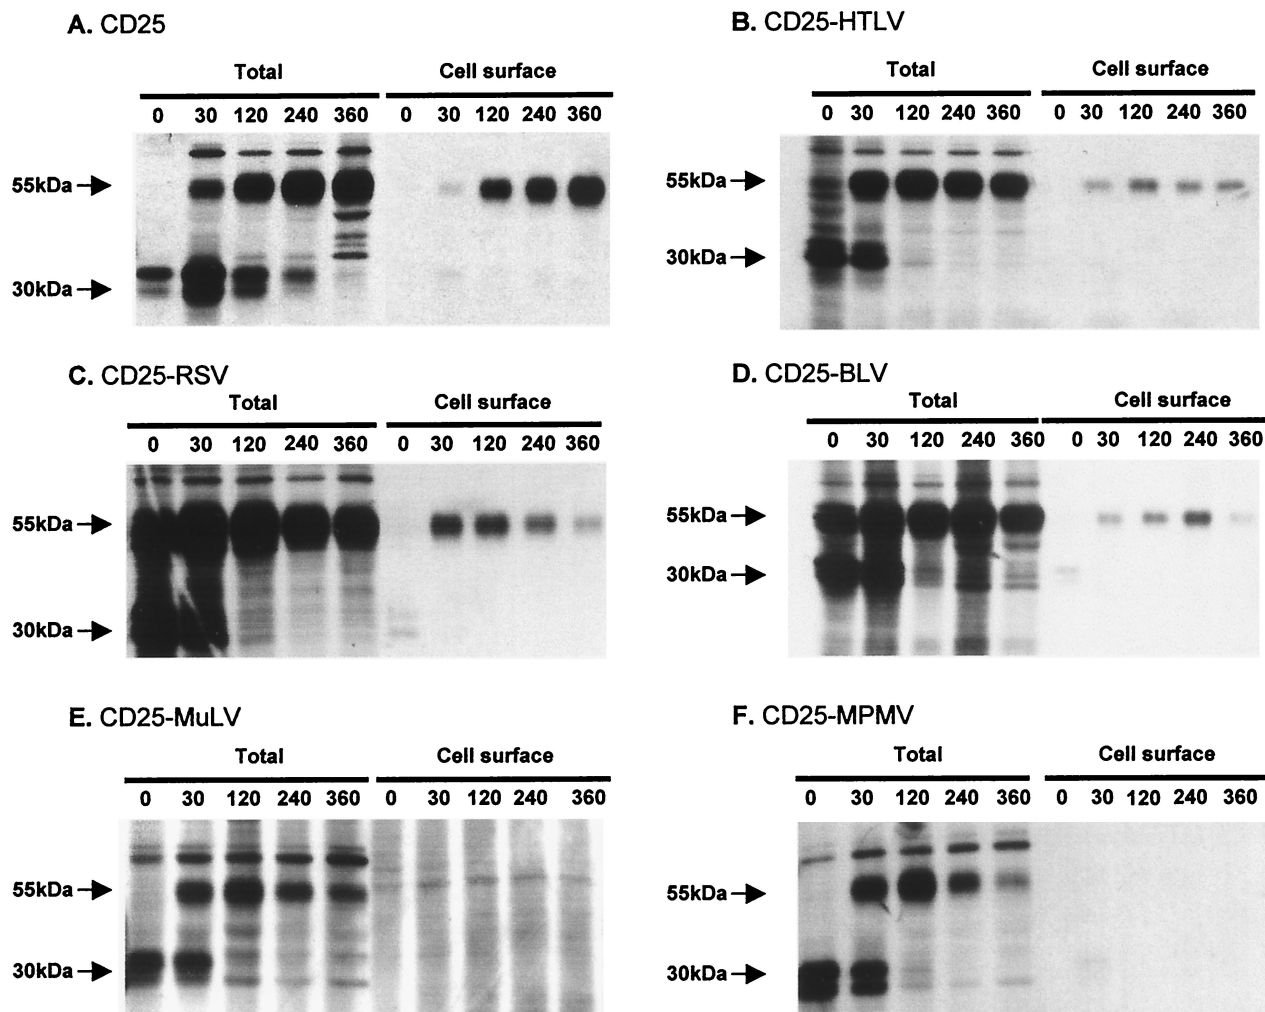 A. CD25
Total Cell surface
0 30 120 240 360 0 30 120 240 360
55kDa
30kDa
B. CD25-HTLV
Total Cell surface
0 30 120 240 360 0 30 120 240 360
55kDa
30kDa
C. CD25-RSV
Total Cell surface
0 30 120 240 360 0 30 120 240 360
55kDa
30kDa
D. CD25-BLV
Total Cell surface
0 30 120 240 360 0 30 120 240 360
55kDa
30kDa
E. CD25-MuLV
Total Cell surface
0 30 120 240 360 0 30 120 240 360
55kDa
30kDa
F. CD25-MPMV
Total Cell surface
0 30 120 240 360 0 30 120 240 360
55kDa
30kDa